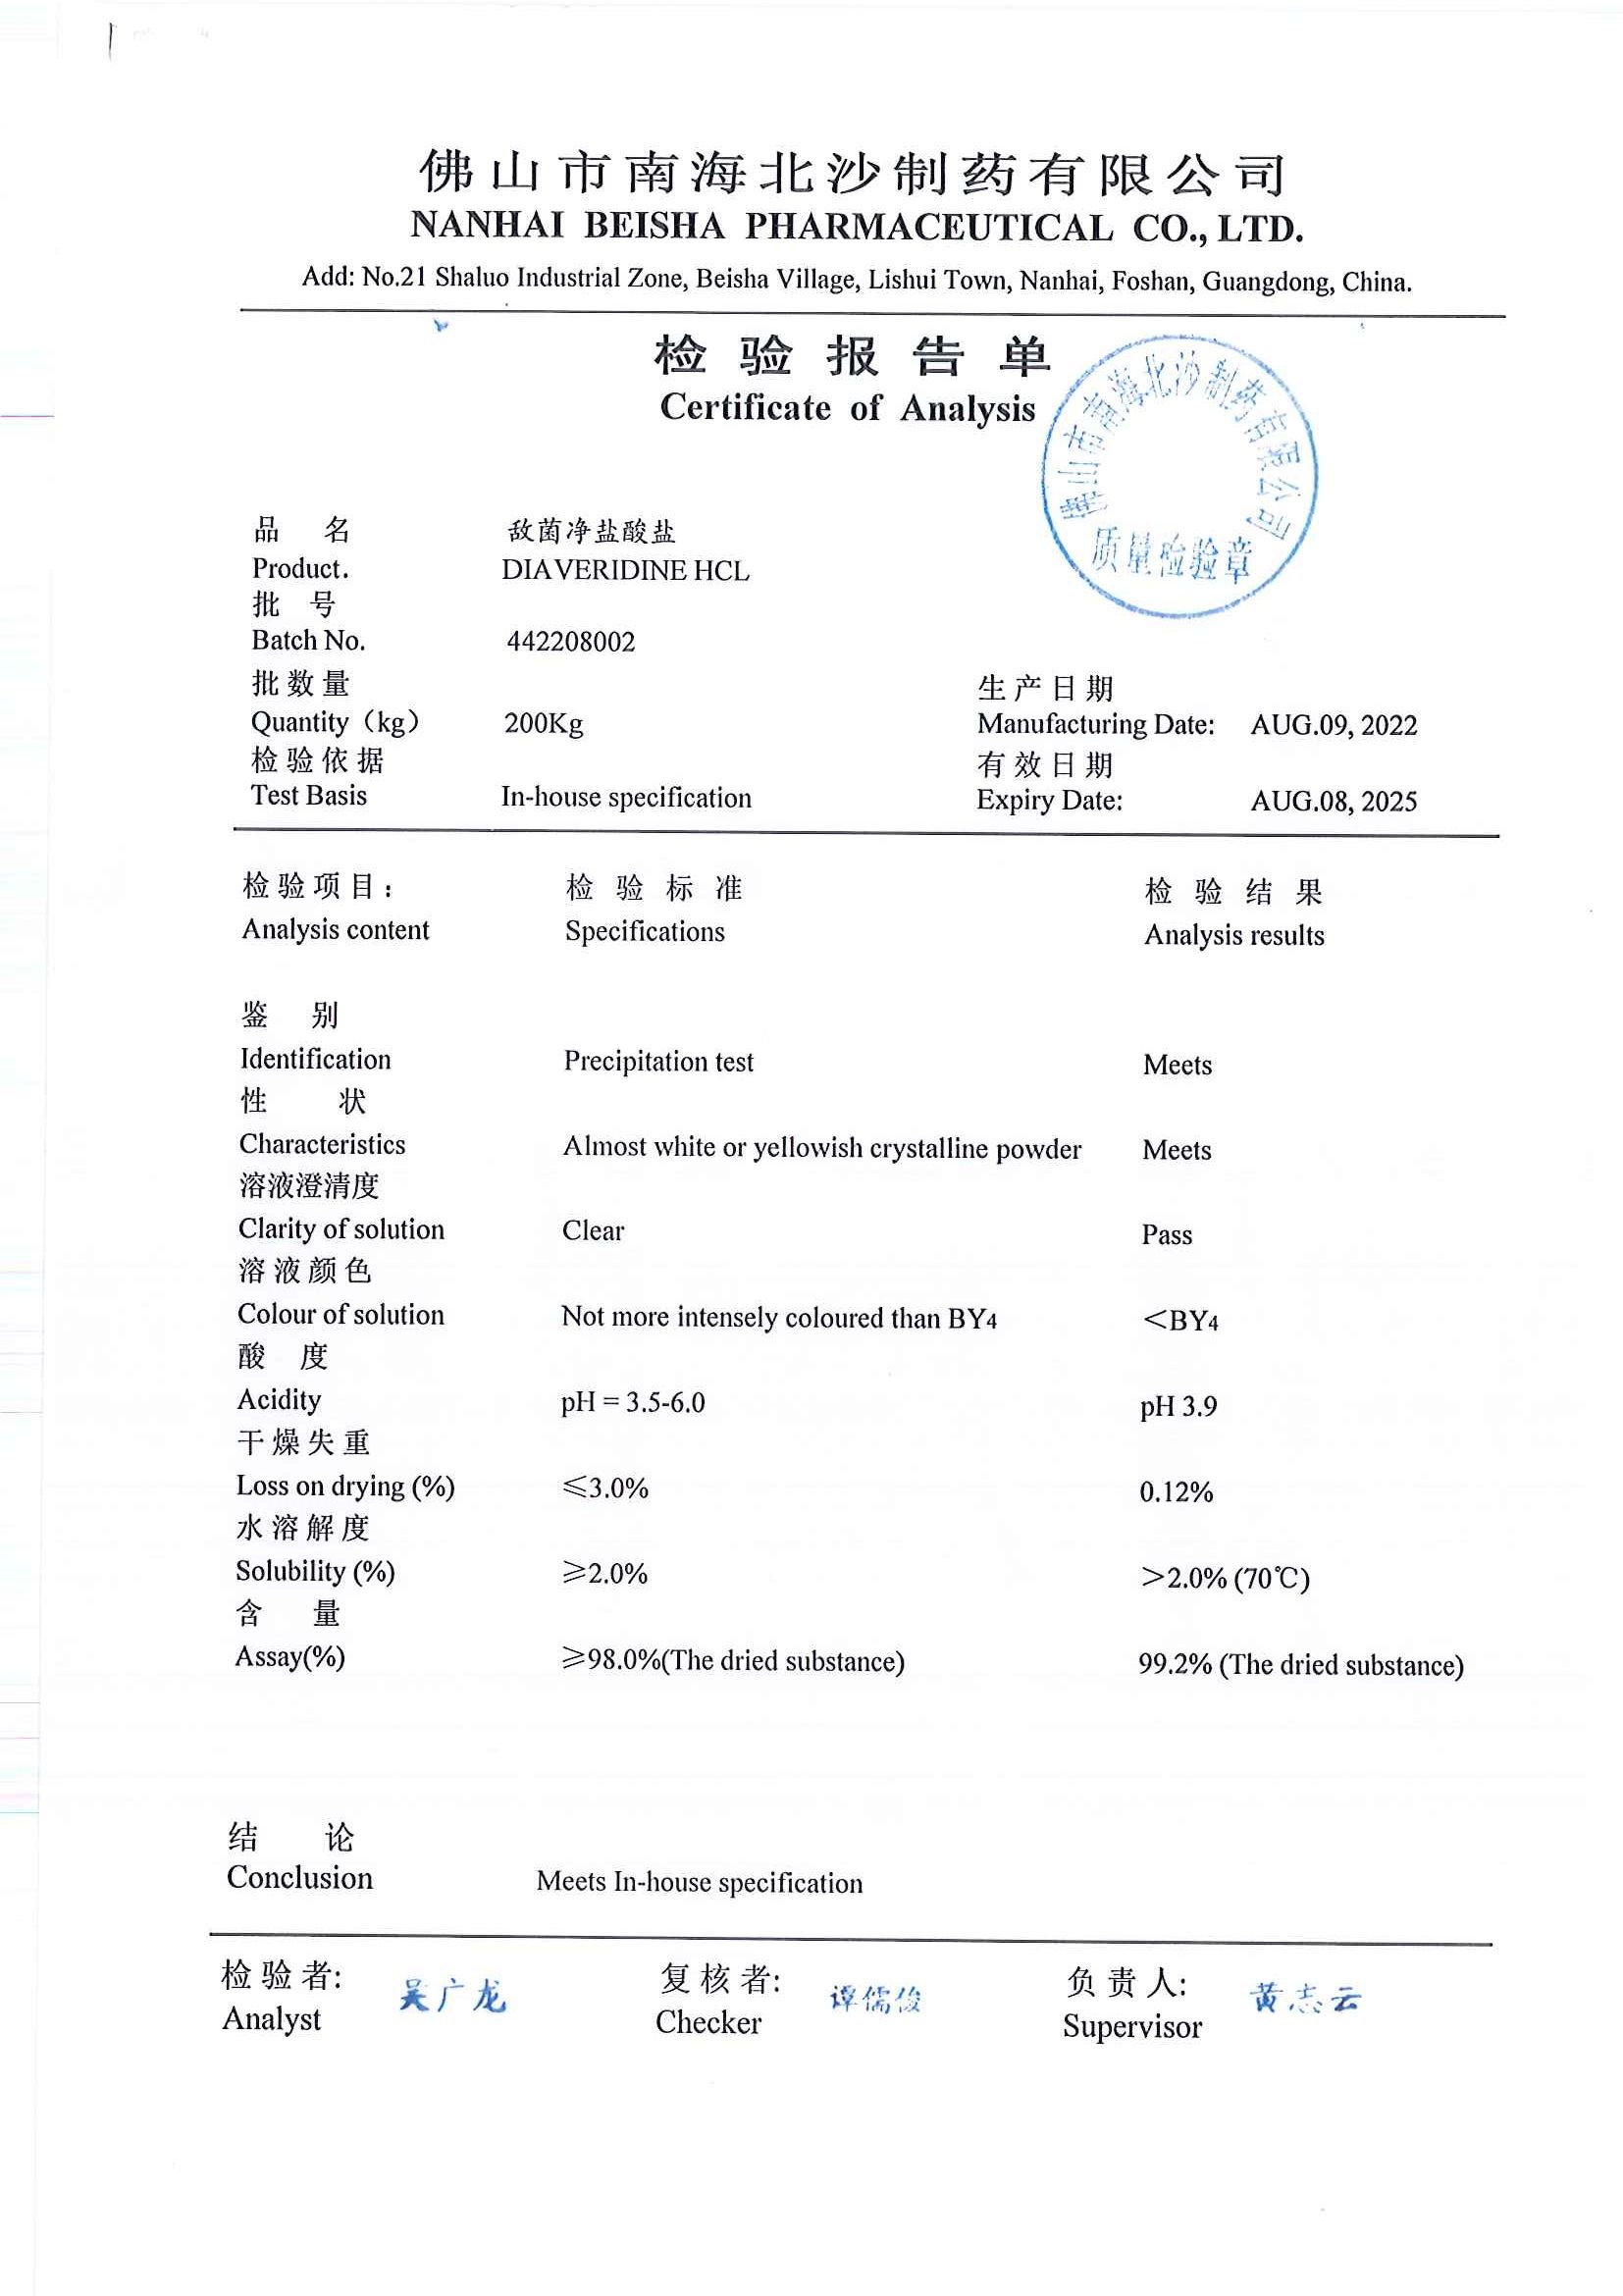 佛山市南海北沙制药有限公司
NANHAI BEISHA PHARMACEUTICAL CO., LTD.
Add: No.21 Shaluo Industrial Zone, Beisha Village, Lishui Town, Nanhai, Foshan, Guangdong, China.
检验报告单
Certificate of Analysis
佛山市南海北沙制药有限公司
质量检验章
品 名 敌菌净盐酸盐
Product. DIAVERIDINE HCL
批 号
Batch No. 442208002
批数量 生产日期
Quantity（kg） 200Kg Manufacturing Date: AUG.09, 2022
检验依据 有效日期
Test Basis In-house specification Expiry Date: AUG.08, 2025
检验项目： 检验标准 检验结果
Analysis content Specifications Analysis results
鉴 别
Identification Precipitation test Meets
性 状
Characteristics Almost white or yellowish crystalline powder Meets
溶液澄清度
Clarity of solution Clear Pass
溶液颜色
Colour of solution Not more intensely coloured than BY4 ＜BY4
酸 度
Acidity pH = 3.5-6.0 pH 3.9
干燥失重
Loss on drying (%) ≤3.0% 0.12%
水溶解度
Solubility (%) ≥2.0% ＞2.0% (70℃)
含 量
Assay(%) ≥98.0%(The dried substance) 99.2% (The dried substance)
结 论
Conclusion Meets In-house specification
检验者: 吴广龙 复核者: 谭儒俊 负责人: 黄志云
Analyst Checker Supervisor